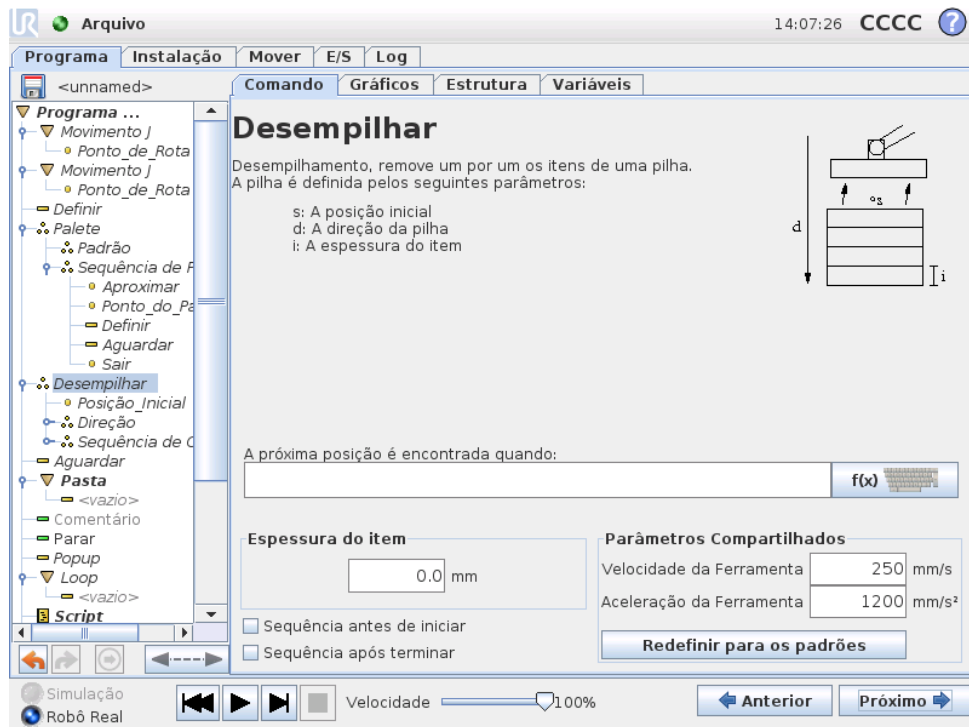 UR Arquivo 14:07:26 CCCC ?
Programa Instalação Mover E/S Log
<unnamed>
Comando Gráficos Estrutura Variáveis
Programa ...
Movimento J
Ponto_de_Rota
Movimento J
Ponto_de_Rota
Definir
Palete
Padrão
Sequência de P
Aproximar
Ponto_do_Pa
Definir
Aguardar
Sair
Desempilhar
Posição_Inicial
Direção
Sequência de C
Aguardar
Pasta
<vazio>
Comentário
Parar
Popup
Loop
<vazio>
Script
Desempilhar
Desempilhamento, remove um por um os itens de uma pilha.
A pilha é definida pelos seguintes parâmetros:
s: A posição inicial
d: A direção da pilha
i: A espessura do item
d
s
i
A próxima posição é encontrada quando:
f(x)
Espessura do item
0.0 mm
Sequência antes de iniciar
Sequência após terminar
Parâmetros Compartilhados
Velocidade da Ferramenta 250 mm/s
Aceleração da Ferramenta 1200 mm/s²
Redefinir para os padrões
Simulação
Robô Real
Velocidade 100%
Anterior Próximo